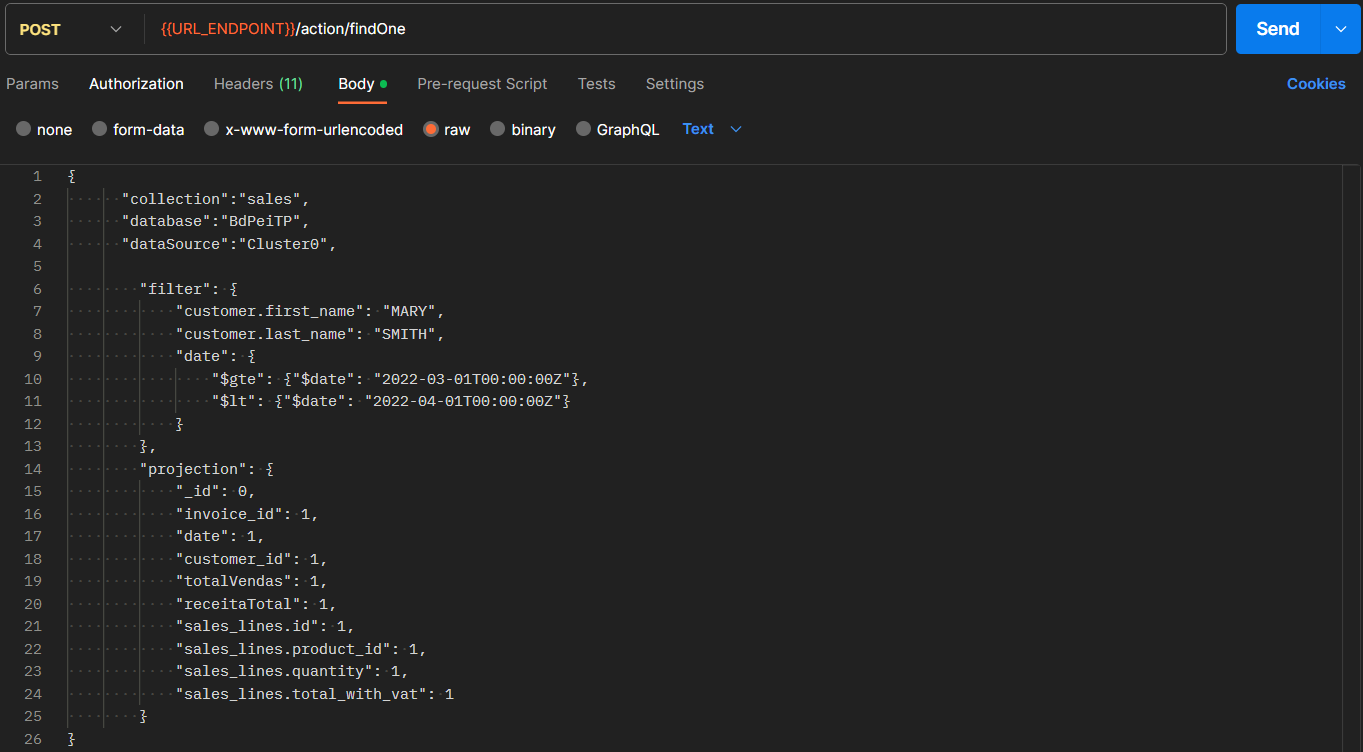 POST {{URL_ENDPOINT}}/action/findOne Send
Params Authorization Headers (11) Body Pre-request Script Tests Settings Cookies
none form-data x-www-form-urlencoded raw binary GraphQL Text
1 {
2 "collection":"sales",
3 "database":"BdPeiTP",
4 "dataSource":"Cluster0",
5
6 "filter": {
7 "customer.first_name": "MARY",
8 "customer.last_name": "SMITH",
9 "date": {
10 "$gte": {"$date": "2022-03-01T00:00:00Z"},
11 "$lt": {"$date": "2022-04-01T00:00:00Z"}
12 }
13 },
14 "projection": {
15 "_id": 0,
16 "invoice_id": 1,
17 "date": 1,
18 "customer_id": 1,
19 "totalVendas": 1,
20 "receitaTotal": 1,
21 "sales_lines.id": 1,
22 "sales_lines.product_id": 1,
23 "sales_lines.quantity": 1,
24 "sales_lines.total_with_vat": 1
25 }
26 }